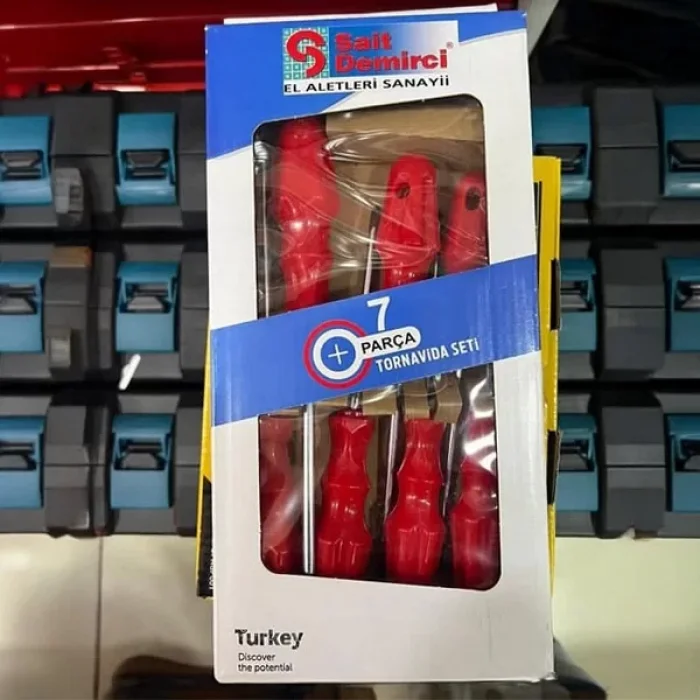 Sait
Demirci®
EL ALETLERİ SANAYİİ
7
PARÇA
TORNAVİDA SETİ
Turkey
Discover
the potential